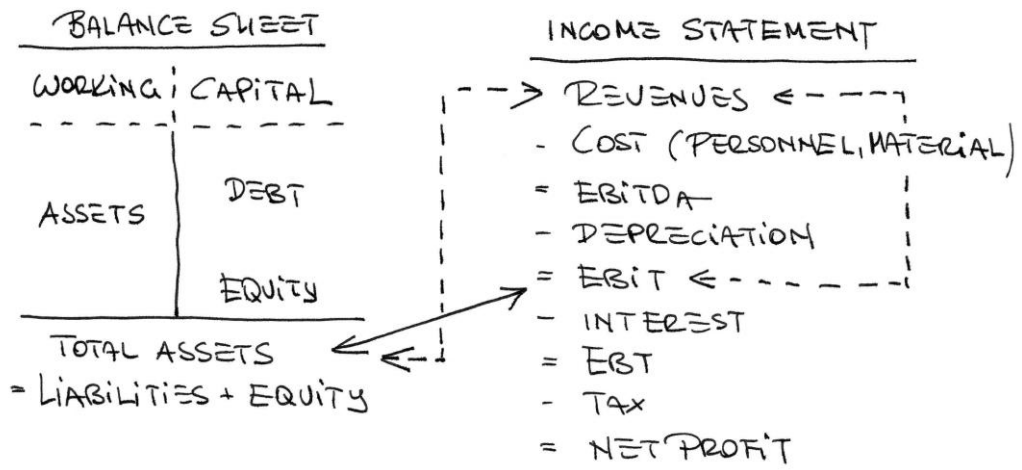 BALANCE SHEET
WORKING CAPITAL
ASSETS
DEBT
EQUITY
TOTAL ASSETS
= LIABILITIES + EQUITY
INCOME STATEMENT
REVENUES
- COST (PERSONNEL, MATERIAL)
= EBITDA
- DEPRECIATION
= EBIT
- INTEREST
= EBT
- TAX
= NET PROFIT